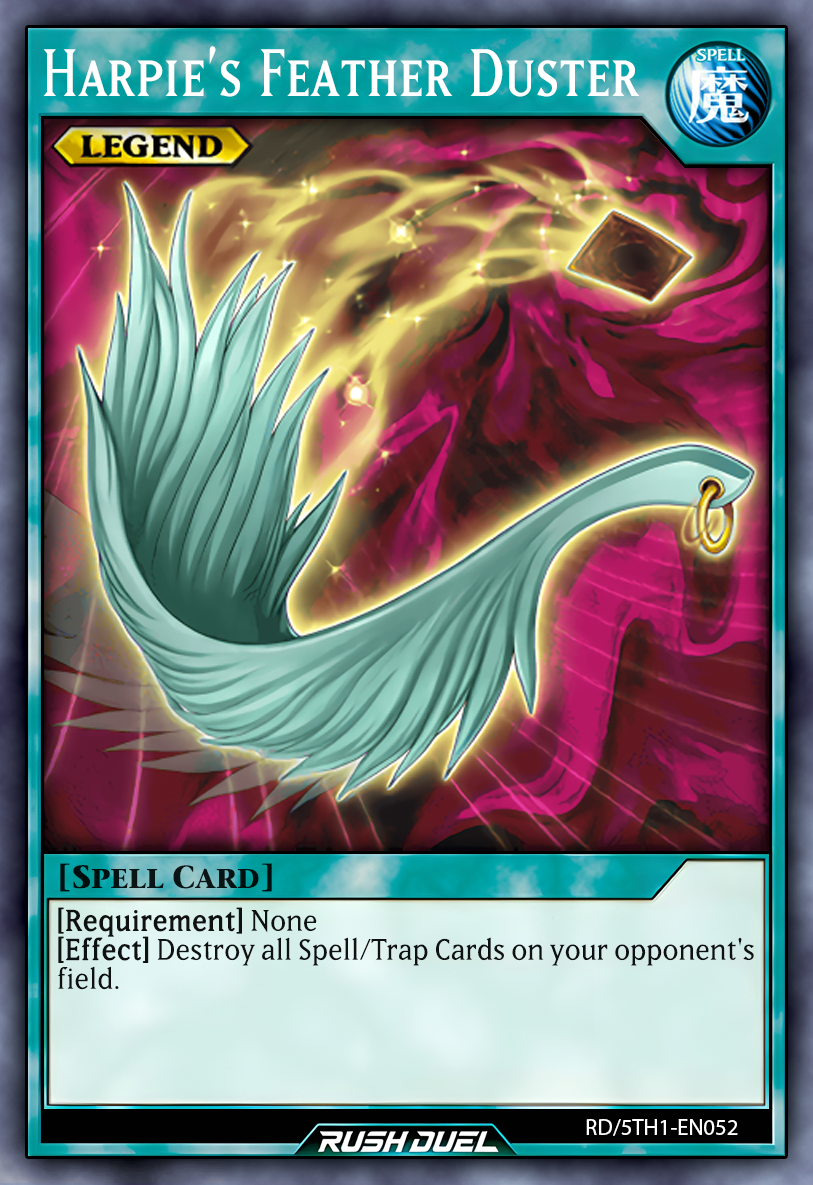 Harpie's Feather Duster
SPELL
魔
LEGEND
[Spell Card]
[Requirement] None
[Effect] Destroy all Spell/Trap Cards on your opponent's
field.
RD/5TH1-EN052
RUSH DUEL